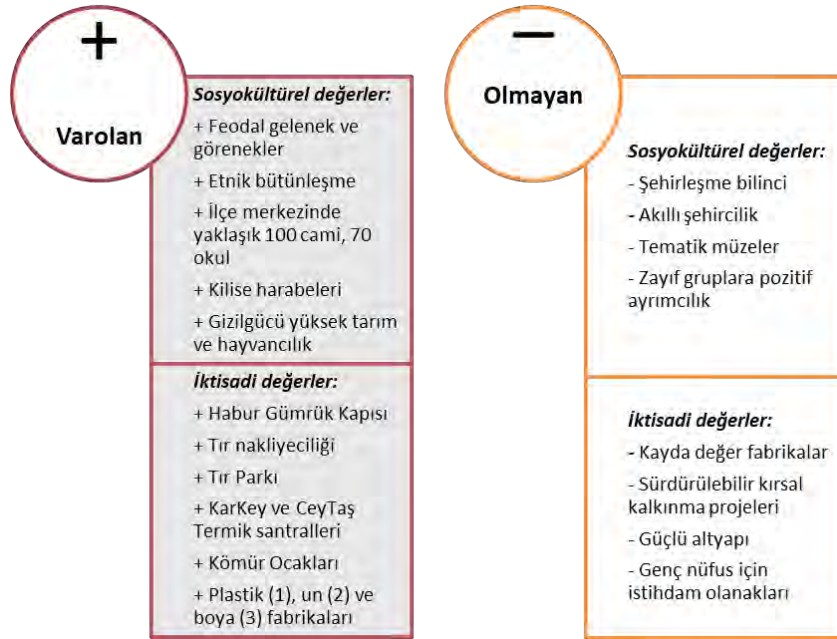 +
Varolan
Sosyokültürel değerler:
+ Feodal gelenek ve
görenekler
+ Etnik bütünleşme
+ İlçe merkezinde
yaklaşık 100 cami, 70
okul
+ Kilise harabeleri
+ Gizilgücü yüksek tarım
ve hayvancılık
İktisadi değerler:
+ Habur Gümrük Kapısı
+ Tır nakliyeciliği
+ Tır Parkı
+ KarKey ve CeyTaş
Termik santralleri
+ Kömür Ocakları
+ Plastik (1), un (2) ve
boya (3) fabrikaları
–
Olmayan
Sosyokültürel değerler:
- Şehirleşme bilinci
- Akıllı şehircilik
- Tematik müzeler
- Zayıf gruplara pozitif
ayrımcılık
İktisadi değerler:
- Kayda değer fabrikalar
- Sürdürülebilir kırsal
kalkınma projeleri
- Güçlü altyapı
- Genç nüfus için
istihdam olanakları